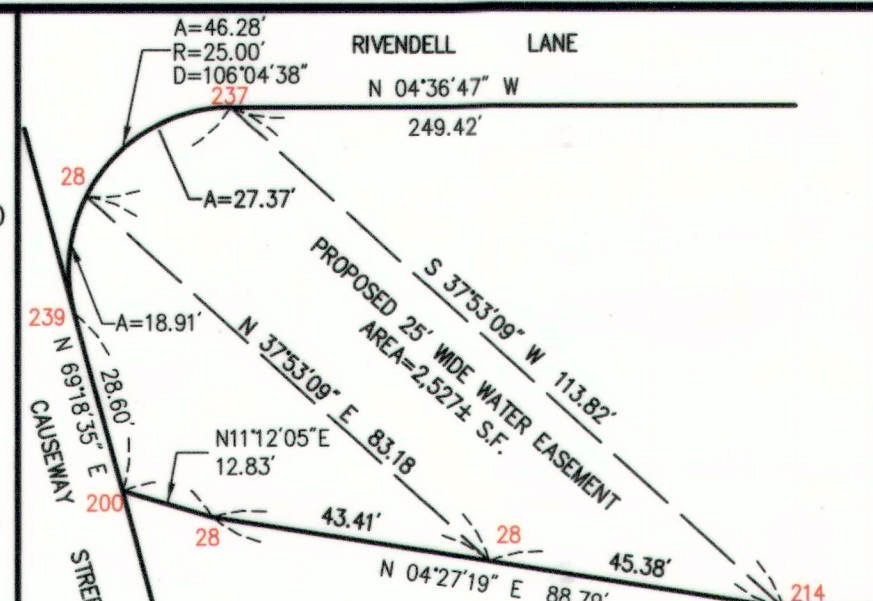 A=46.28'
R=25.00'
D=106°04'38"
RIVENDELL LANE
N 04°36'47" W
237
249.42'
28
A=27.37'
S 37°53'09" W 113.82'
PROPOSED 25' WIDE WATER EASEMENT
AREA=2,527± S.F.
239
A=18.91'
N 37°53'09" E 83.18
N 69°18'35" E
28.60'
CAUSEWAY
N11°12'05"E
12.83'
200
28
43.41'
28
45.38'
N 04°27'19" E 88.79'
214